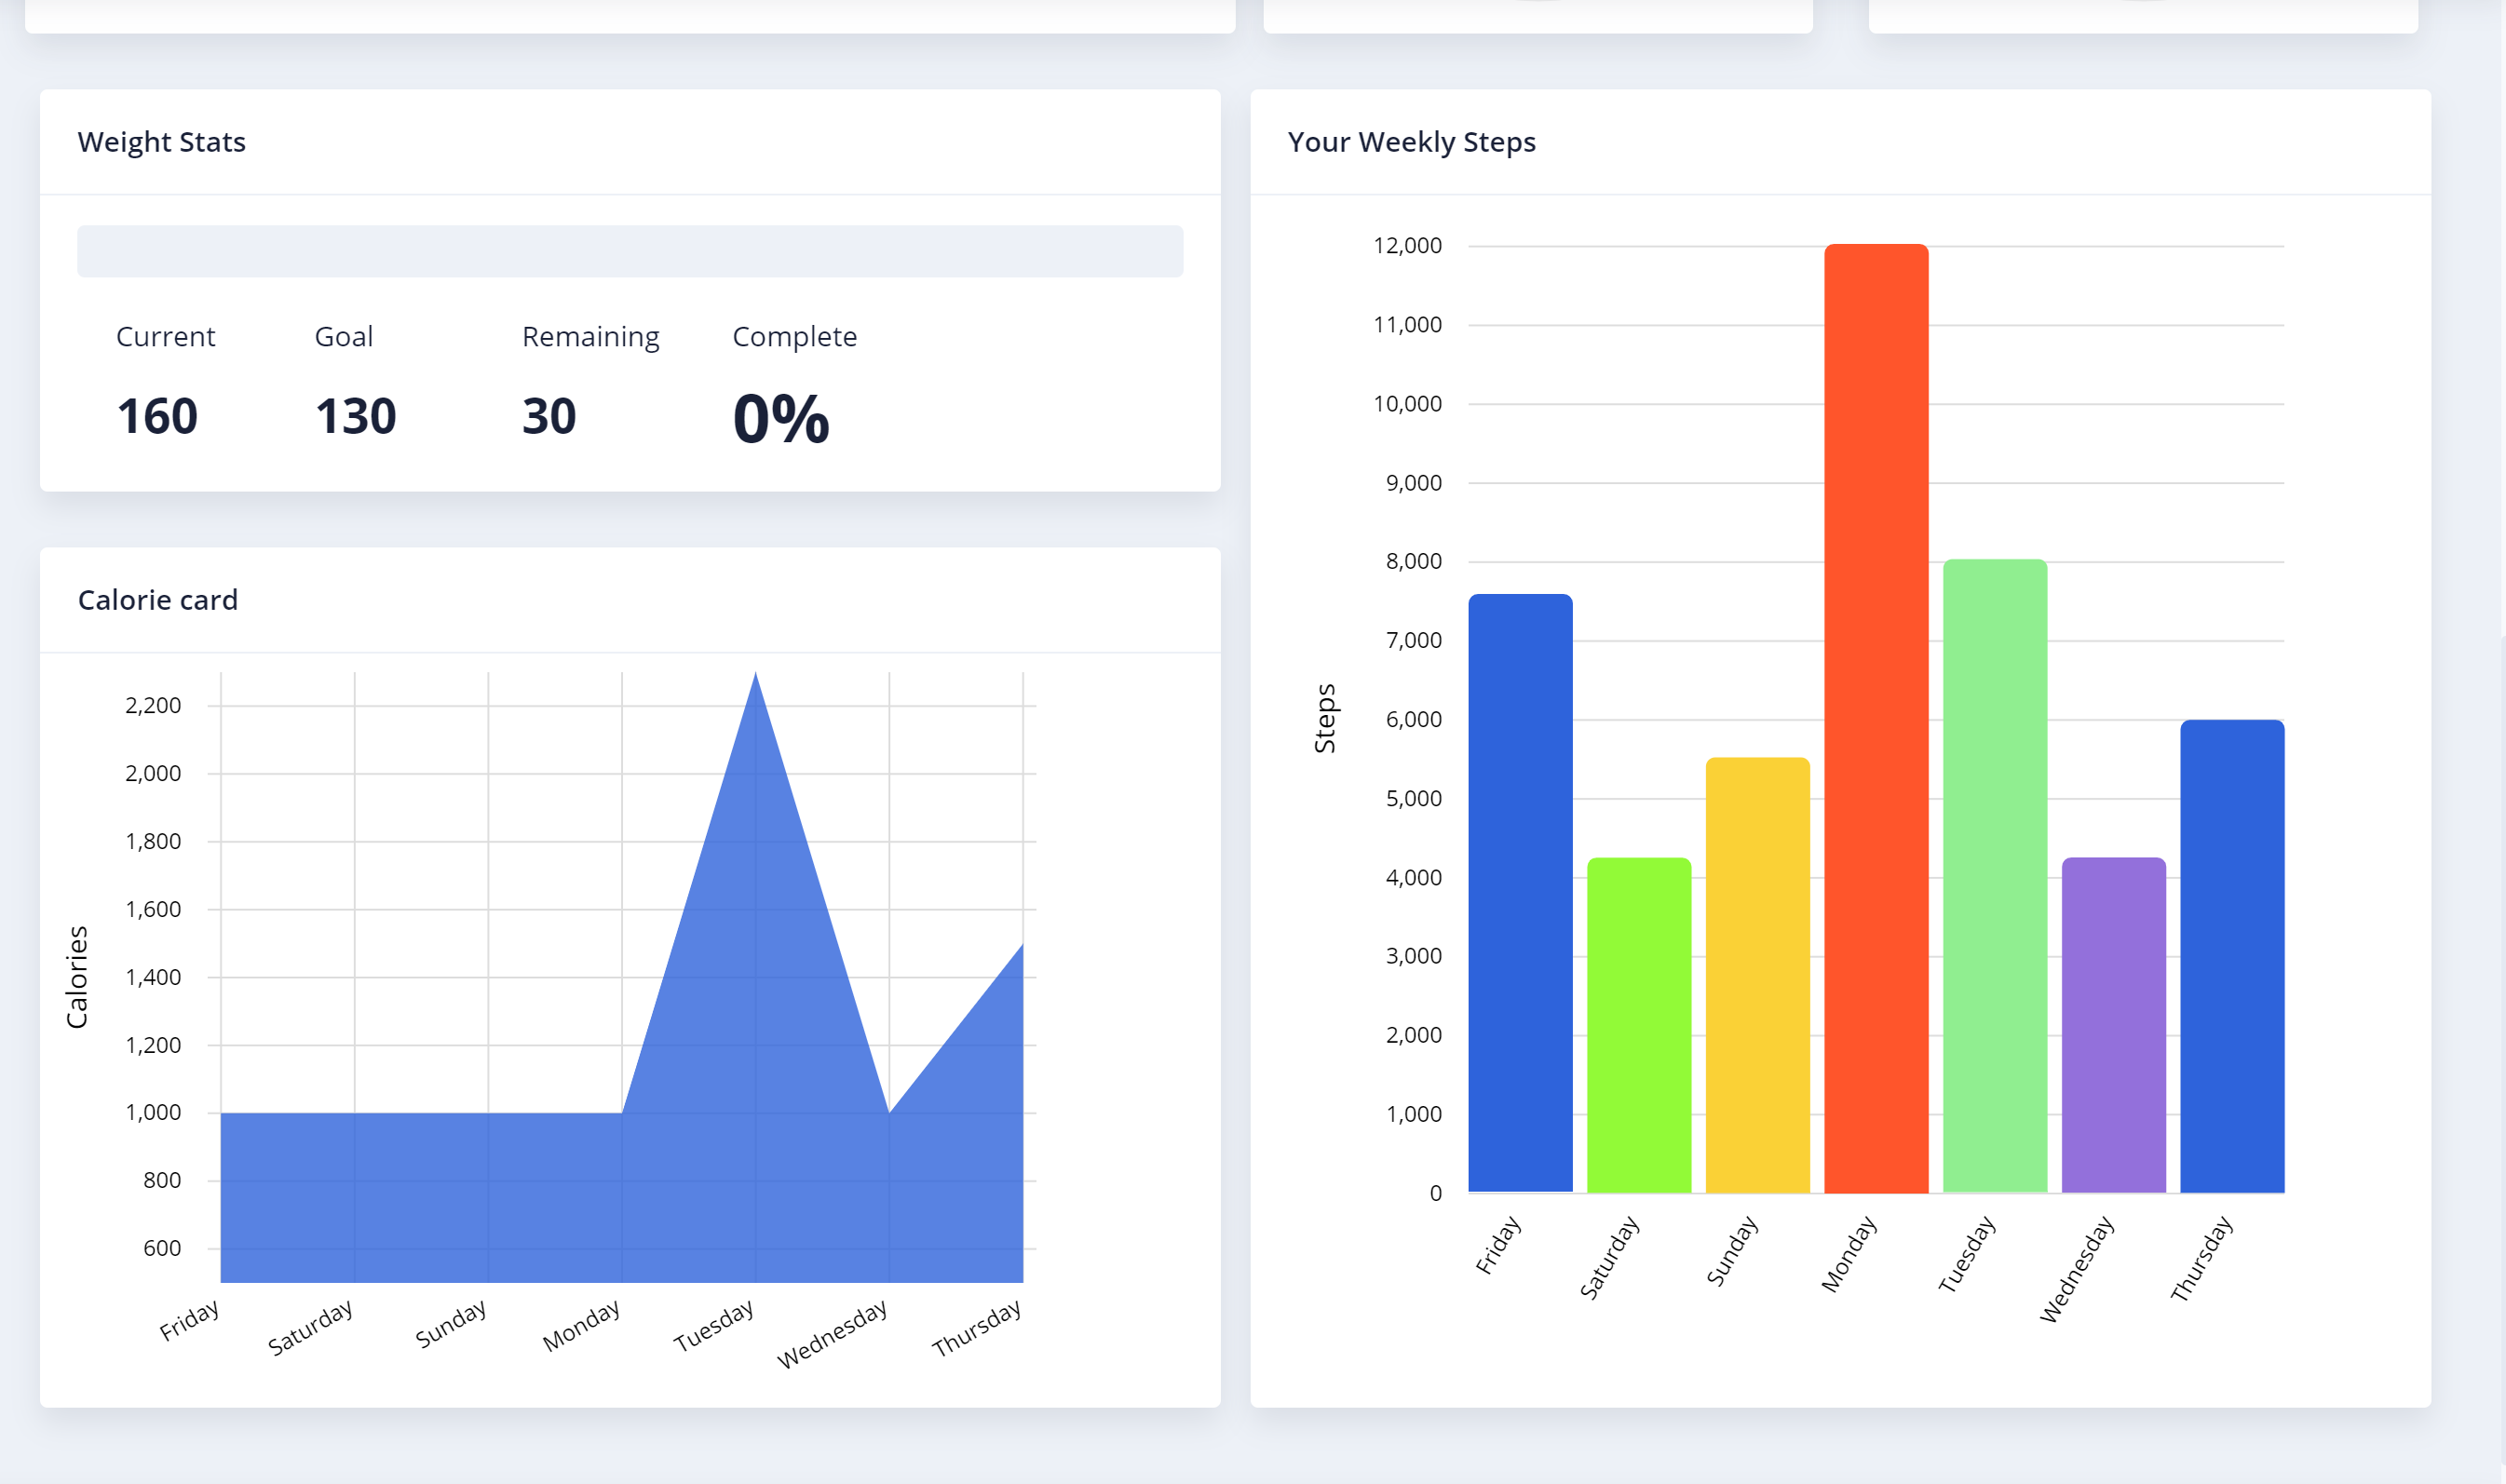 Weight Stats
Current Goal Remaining Complete
160 130 30 0%
Calorie card
Calories
2,200
2,000
1,800
1,600
1,400
1,200
1,000
800
600
Friday Saturday Sunday Monday Tuesday Wednesday Thursday
Your Weekly Steps
Steps
12,000
11,000
10,000
9,000
8,000
7,000
6,000
5,000
4,000
3,000
2,000
1,000
0
Friday Saturday Sunday Monday Tuesday Wednesday Thursday